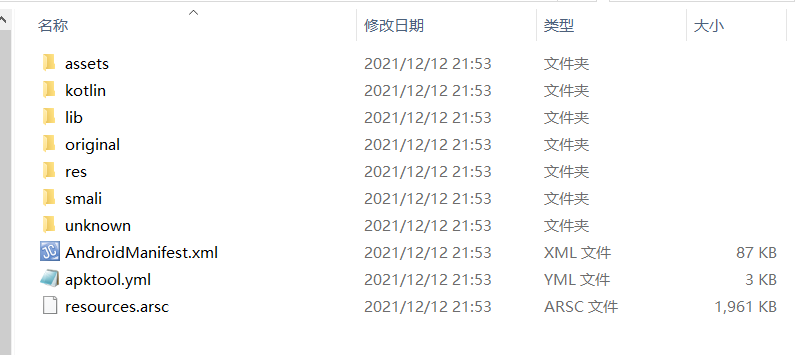 名称 修改日期 类型 大小
assets 2021/12/12 21:53 文件夹
kotlin 2021/12/12 21:53 文件夹
lib 2021/12/12 21:53 文件夹
original 2021/12/12 21:53 文件夹
res 2021/12/12 21:53 文件夹
smali 2021/12/12 21:53 文件夹
unknown 2021/12/12 21:53 文件夹
AndroidManifest.xml 2021/12/12 21:53 XML 文件 87 KB
apktool.yml 2021/12/12 21:53 YML 文件 3 KB
resources.arsc 2021/12/12 21:53 ARSC 文件 1,961 KB